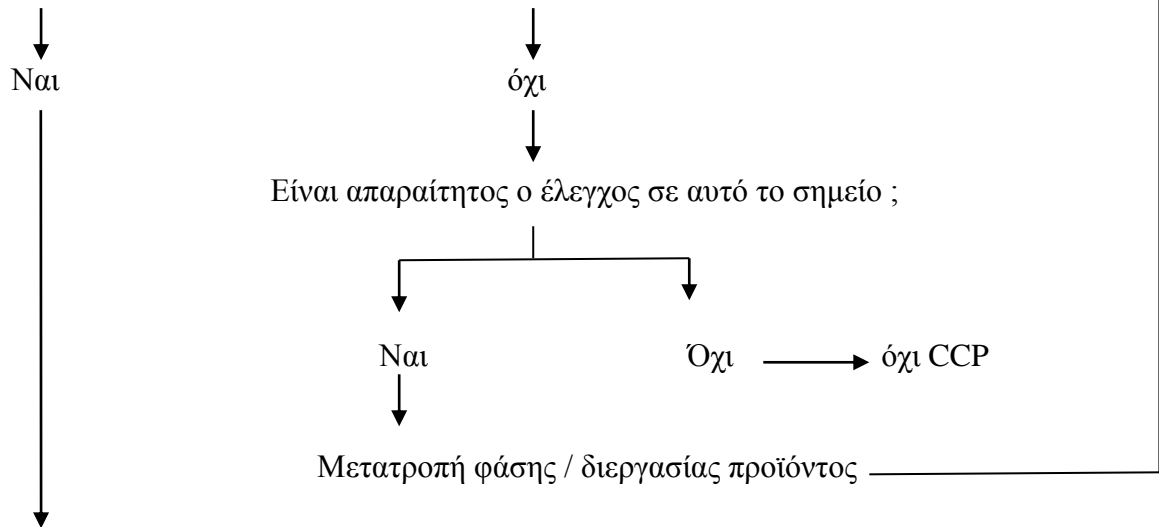 Ναι όχι
Είναι απαραίτητος ο έλεγχος σε αυτό το σημείο ;
Ναι Όχι όχι CCP
Μετατροπή φάσης / διεργασίας προϊόντος